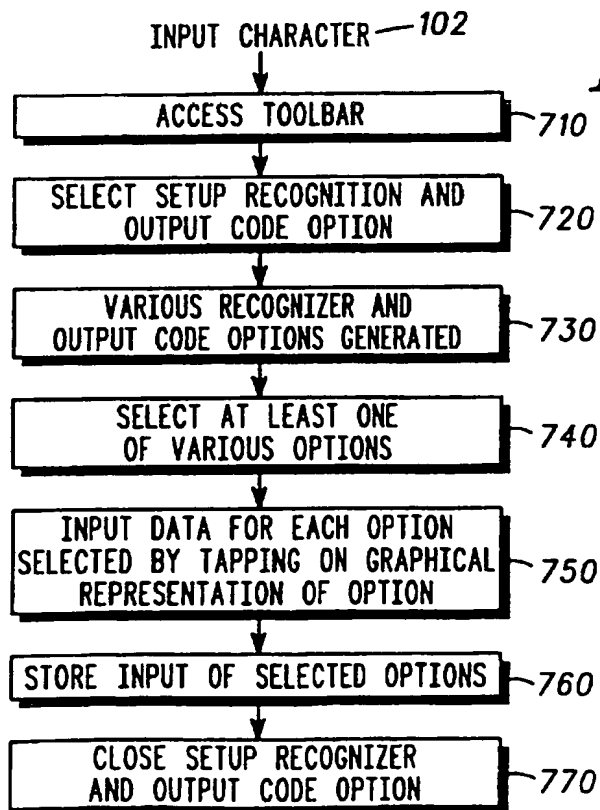 INPUT CHARACTER 102
ACCESS TOOLBAR 710
SELECT SETUP RECOGNITION AND
OUTPUT CODE OPTION 720
VARIOUS RECOGNIZER AND
OUTPUT CODE OPTIONS GENERATED 730
SELECT AT LEAST ONE
OF VARIOUS OPTIONS 740
INPUT DATA FOR EACH OPTION
SELECTED BY TAPPING ON GRAPHICAL 750
REPRESENTATION OF OPTION
STORE INPUT OF SELECTED OPTIONS 760
CLOSE SETUP RECOGNIZER
AND OUTPUT CODE OPTION 770